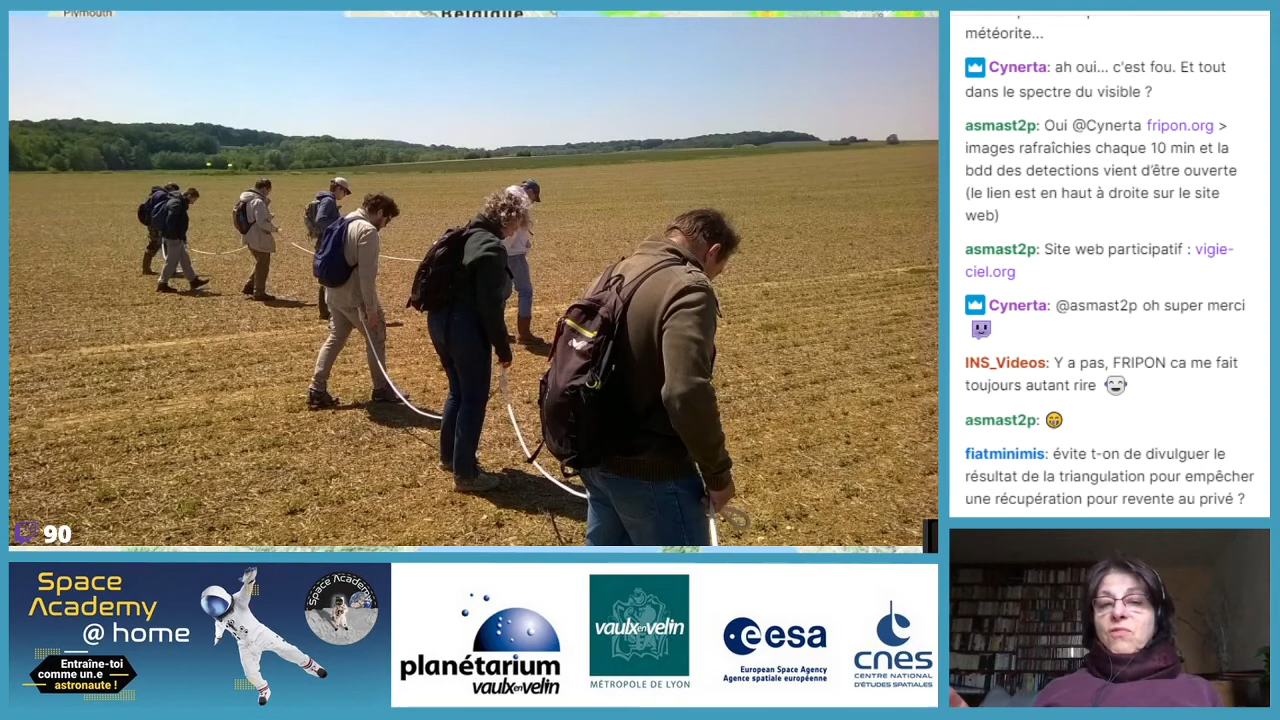 Plymouth
Belgique
90
météorite...
Cynerta: ah oui... c'est fou. Et tout
dans le spectre du visible ?
asmast2p: Oui @Cynerta fripon.org >
images rafraîchies chaque 10 min et la
bdd des detections vient d'être ouverte
(le lien est en haut à droite sur le site
web)
asmast2p: Site web participatif : vigie-
ciel.org
Cynerta: @asmast2p oh super merci
INS_Videos: Y a pas, FRIPON ca me fait
toujours autant rire
asmast2p:
fiatminimis: évite t-on de divulguer le
résultat de la triangulation pour empêcher
une récupération pour revente au privé ?
Space
Academy
@ home
Entraîne-toi
comme un.e
astronaute !
Space Academy
planétarium
vaulx en velin
vaulx en velin
MÉTROPOLE DE LYON
esa
European Space Agency
Agence spatiale européenne
cnes
CENTRE NATIONAL
D'ÉTUDES SPATIALES